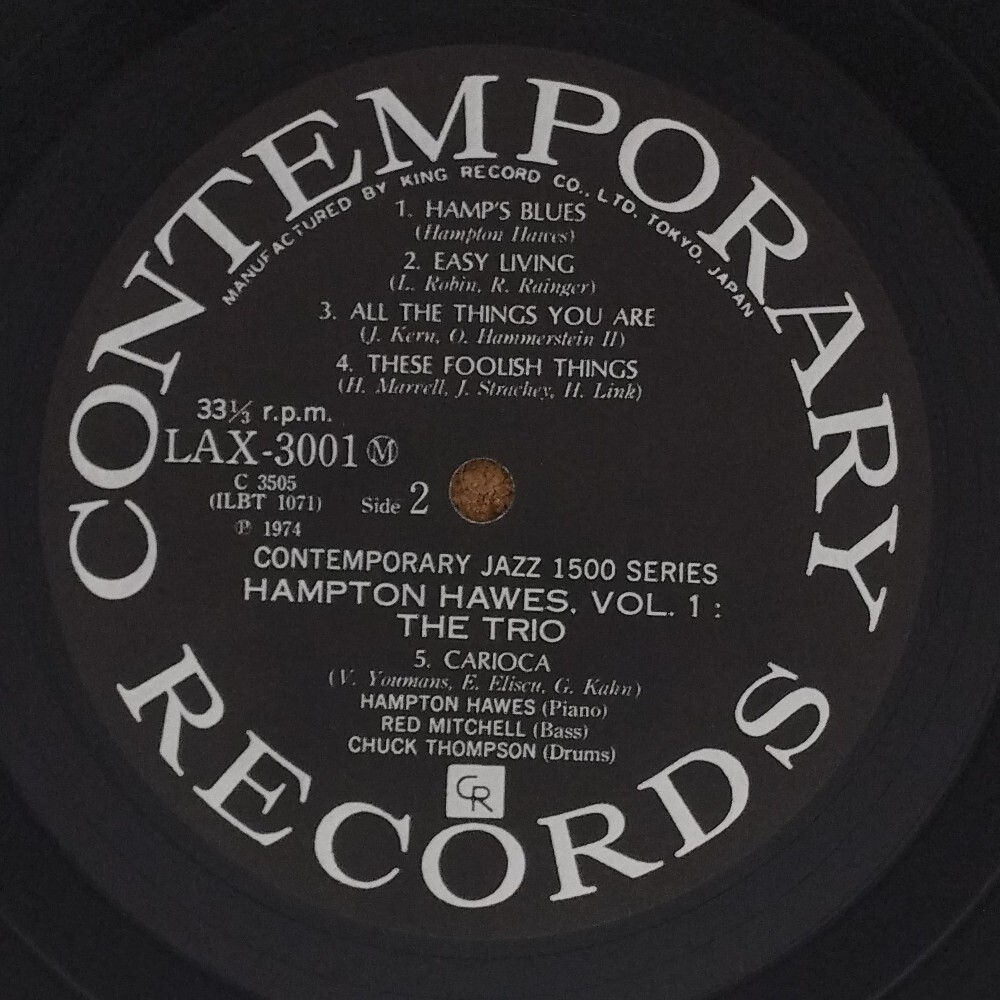 CONTEMPORARY
MANUFACTURED BY KING RECORD CO., LTD. TOKYO, JAPAN
1. HAMP'S BLUES
(Hampton Hawes)
2. EASY LIVING
(L. Robin, R. Rainger)
3. ALL THE THINGS YOU ARE
(J. Kern, O. Hammerstein II)
4. THESE FOOLISH THINGS
(H. Marvell, J. Strachey, H. Link)
33⅓ r.p.m.
LAX-3001 Ⓜ
C 3505
(ILBT 1071)
Side 2
℗ 1974
CONTEMPORARY JAZZ 1500 SERIES
HAMPTON HAWES, VOL. 1 :
THE TRIO
5. CARIOCA
(V. Youmans, E. Eliscu, G. Kahn)
HAMPTON HAWES (Piano)
RED MITCHELL (Bass)
CHUCK THOMPSON (Drums)
CR
RECORDS